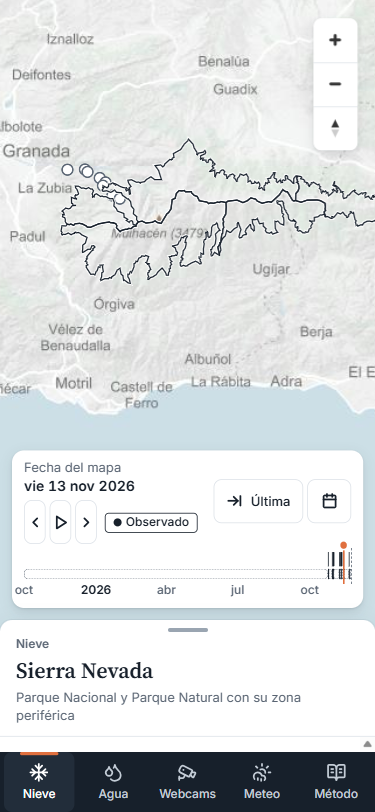 Iznalloz
Deifontes
Benalúa
Guadix
lbolote
Granada
La Zubia
Padul
Mulhacén (3479
Ugíjar
Órgiva
Vélez de
Benaudalla
Berja
Albuñol
El E
ñécar
Motril
Castell de
Ferro
La Rábita
Adra
Fecha del mapa
vie 13 nov 2026
Última
Observado
oct
2026
abr
jul
oct
Nieve
Sierra Nevada
Parque Nacional y Parque Natural con su zona
periférica
Nieve
Agua
Webcams
Meteo
Método